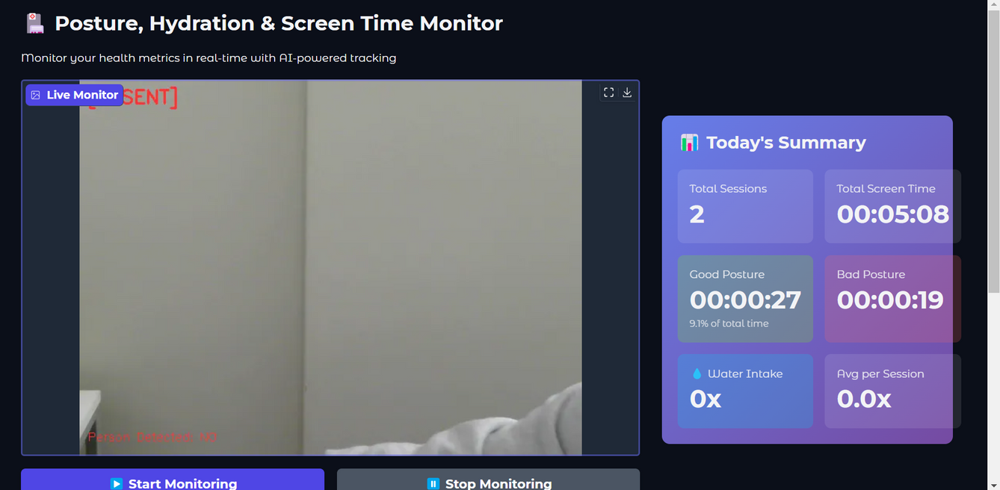 Posture, Hydration & Screen Time Monitor
Monitor your health metrics in real-time with AI-powered tracking
Live Monitor
SENT]
Person Detected: NO
Start Monitoring
Stop Monitoring
Today's Summary
Total Sessions
2
Total Screen Time
00:05:08
Good Posture
00:00:27
9.1% of total time
Bad Posture
00:00:19
Water Intake
0x
Avg per Session
0.0x